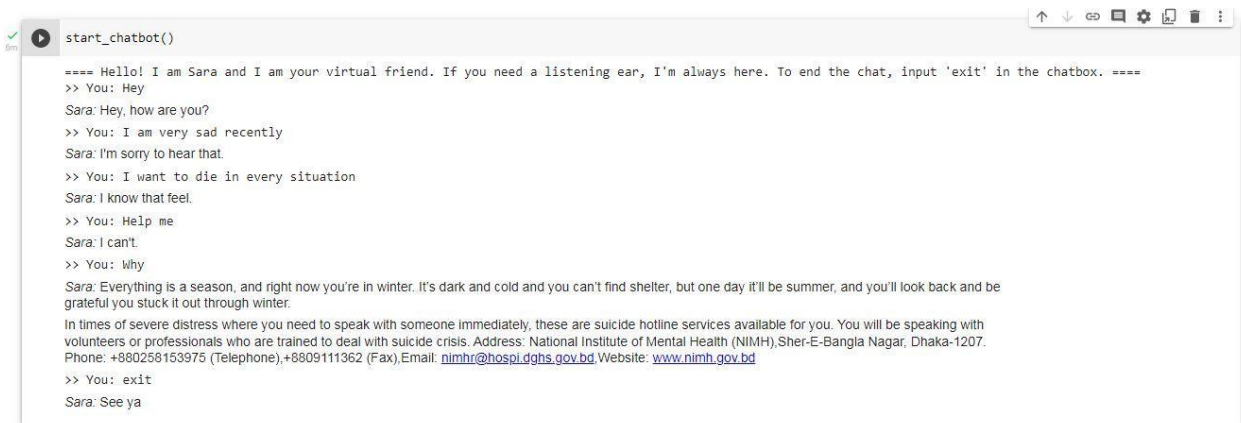 start_chatbot()
6m
==== Hello! I am Sara and I am your virtual friend. If you need a listening ear, I'm always here. To end the chat, input 'exit' in the chatbox. ====
>> You: Hey
Sara: Hey, how are you?
>> You: I am very sad recently
Sara: I'm sorry to hear that.
>> You: I want to die in every situation
Sara: I know that feel.
>> You: Help me
Sara: I can't.
>> You: Why
Sara: Everything is a season, and right now you're in winter. It's dark and cold and you can't find shelter, but one day it'll be summer, and you'll look back and be
grateful you stuck it out through winter.
In times of severe distress where you need to speak with someone immediately, these are suicide hotline services available for you. You will be speaking with
volunteers or professionals who are trained to deal with suicide crisis. Address: National Institute of Mental Health (NIMH),Sher-E-Bangla Nagar, Dhaka-1207.
Phone: +880258153975 (Telephone),+8809111362 (Fax),Email: nimhr@hospi.dghs.gov.bd,Website: www.nimh.gov.bd
>> You: exit
Sara: See ya